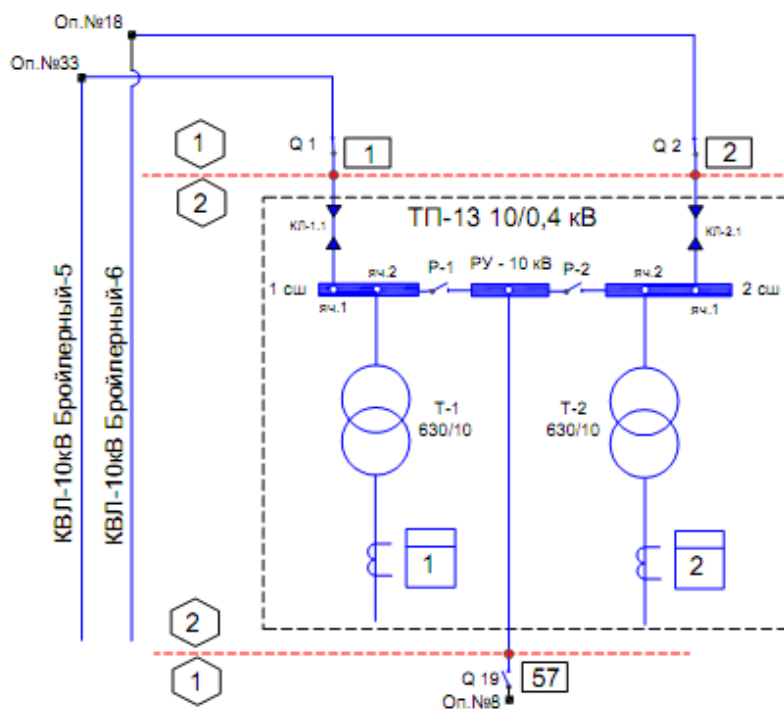 Оп.№18
Оп.№33
1
Q 1
1
Q 2
2
2
ТП-13 10/0,4 кВ
КЛ-1.1
КЛ-2.1
1 сш
яч.1
яч.2
Р-1
РУ - 10 кВ
Р-2
яч.2
яч.1
2 сш
КВЛ-10кВ Бройлерный-5
КВЛ-10кВ Бройлерный-6
Т-1
630/10
Т-2
630/10
1
2
2
1
Q 19
57
Оп.№8